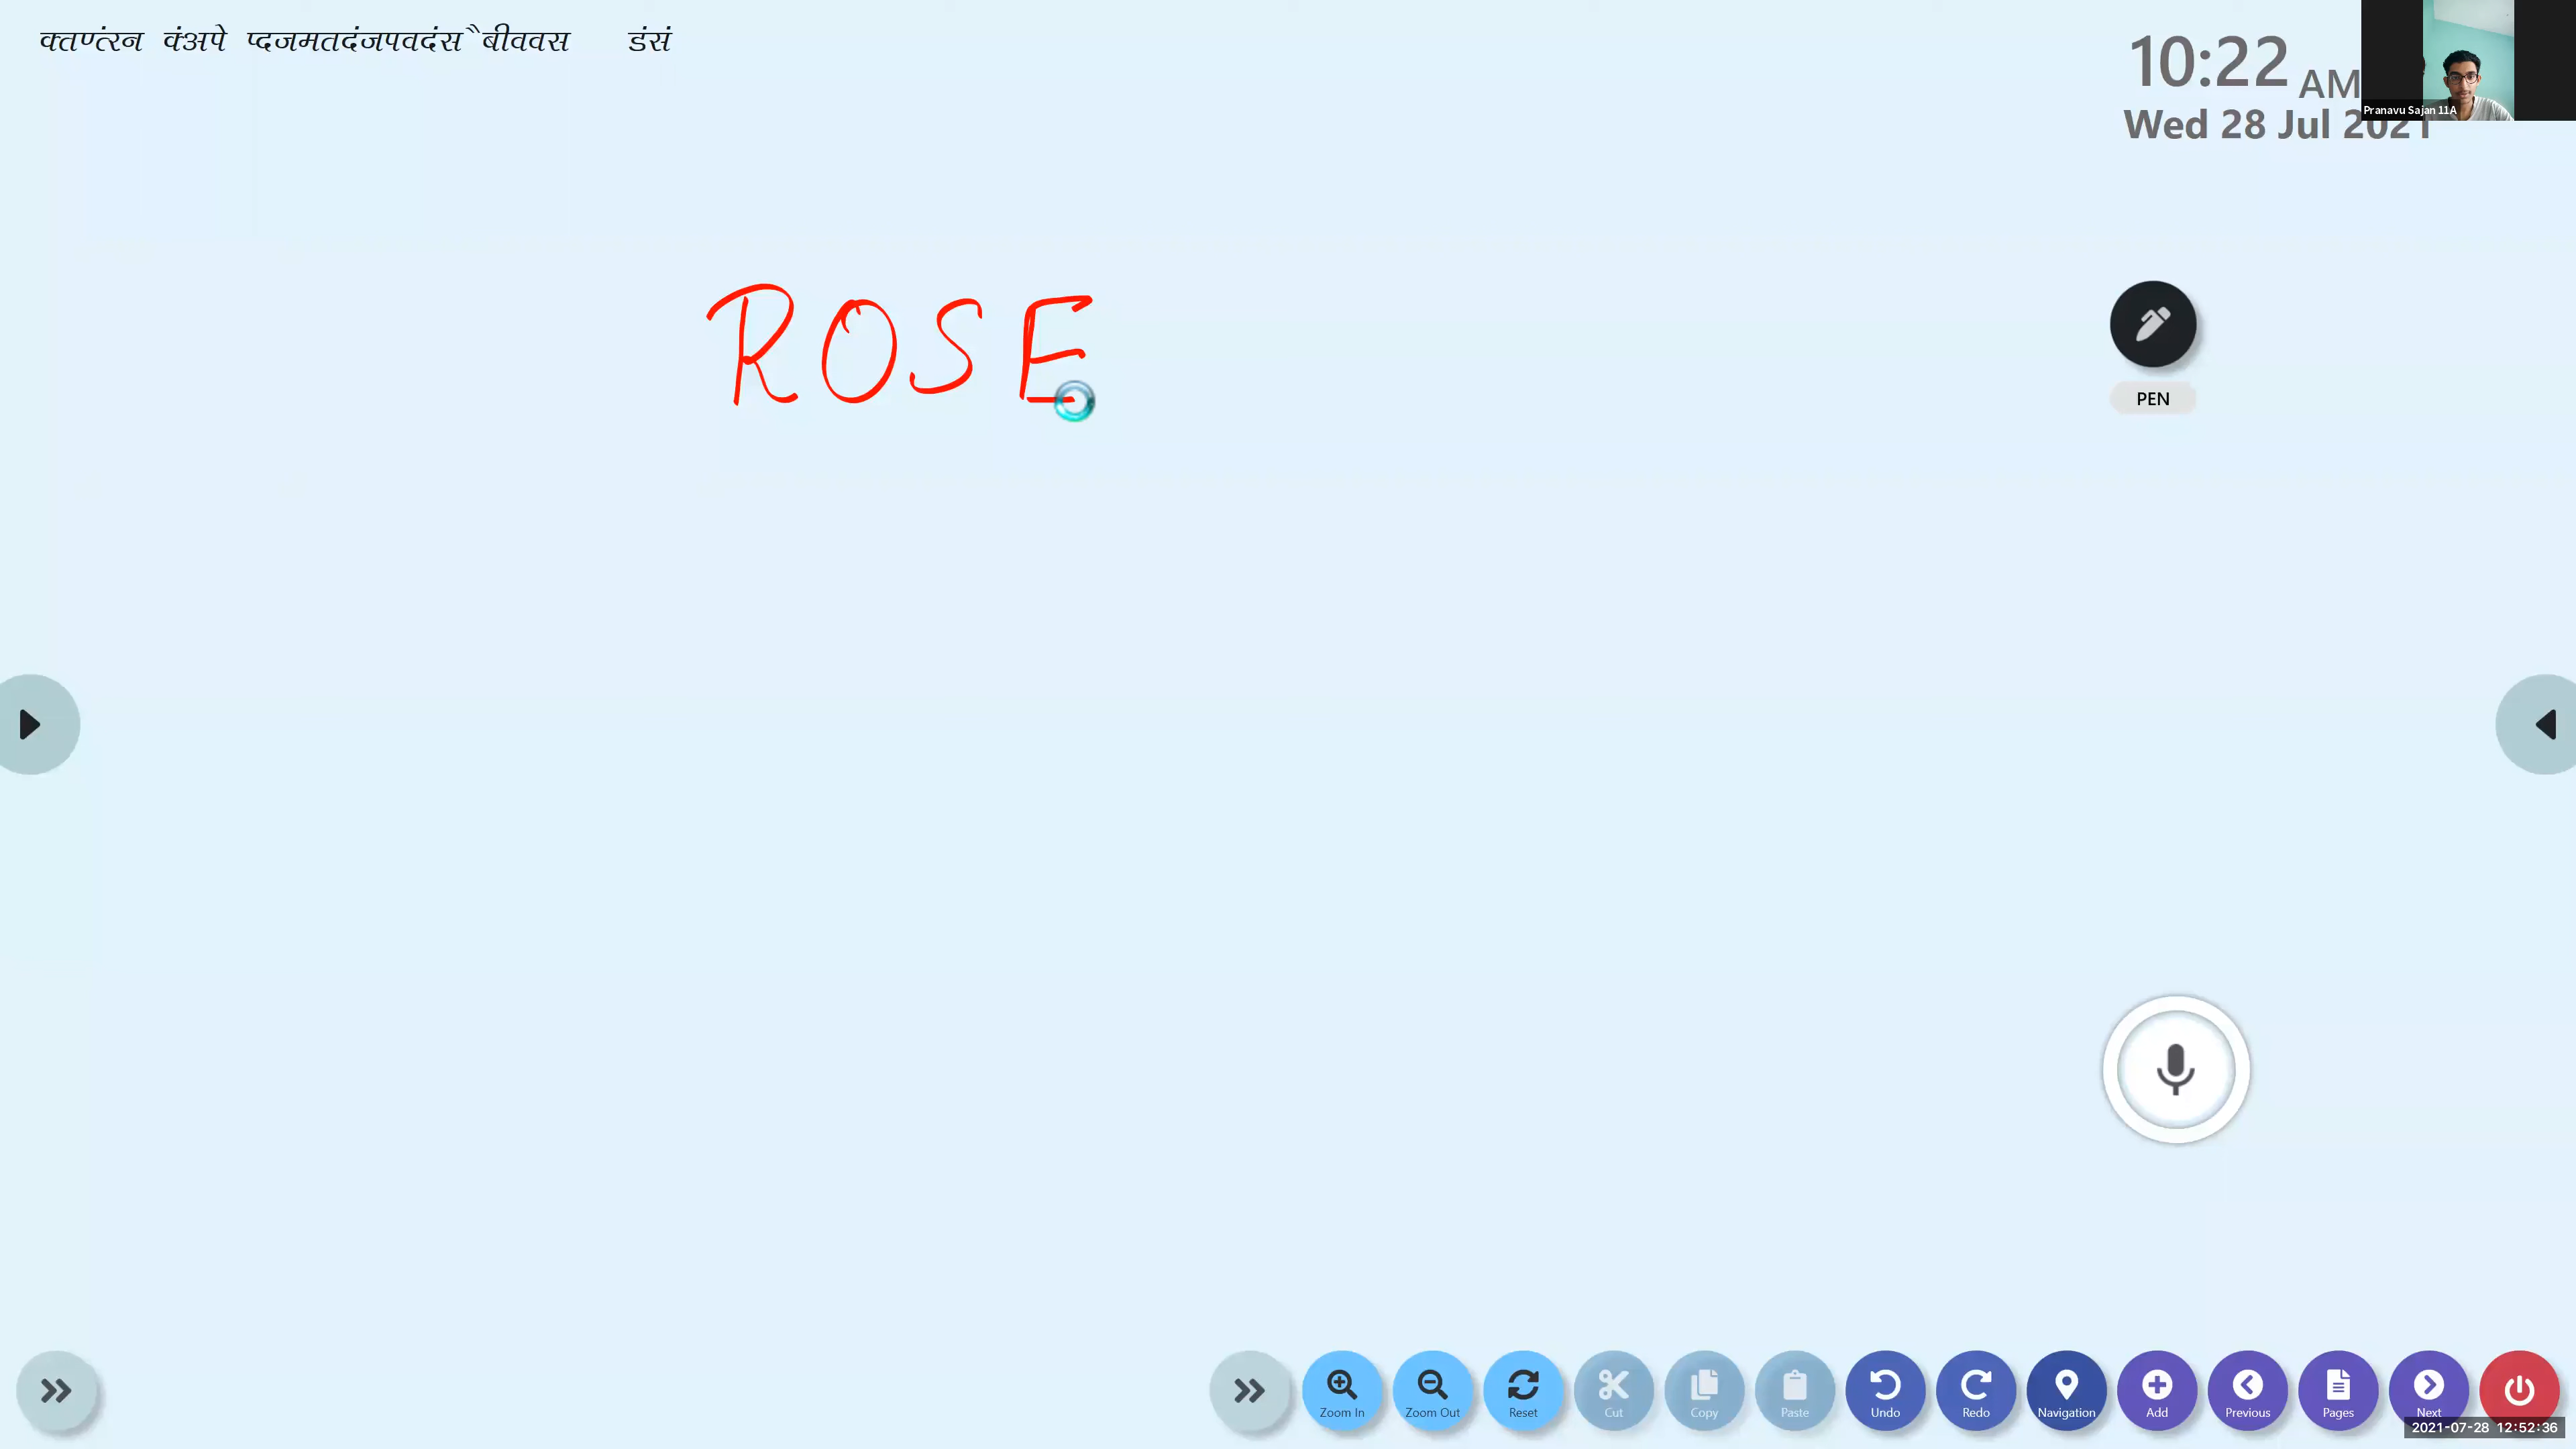 क्तण्त्ंरन क्ंअपे प्दजमतदंजपवदंस ैबीववस डंसं
10:22 AM
Pranavu Sajan 11A
Wed 28 Jul 2021
ROSE
PEN
Zoom In Zoom Out Reset Cut Copy Paste Undo Redo Navigation Add Previous Pages Next
2021-07-28 12:52:36